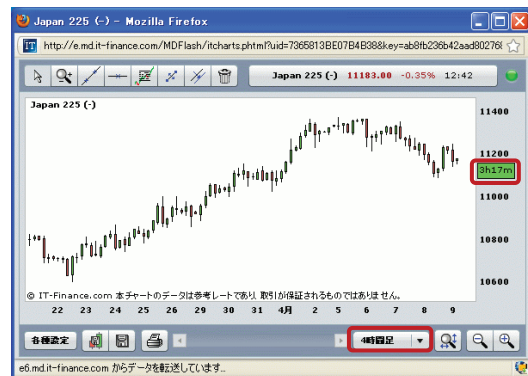 Japan 225 (-) - Mozilla Firefox
http://e.md.it-finance.com/MDFlash/itcharts.phtml?uid=7365813BE07B4B38&key=ab8fb236b42aad80276
Japan 225 (-) 11183.00 -0.35% 12:42
Japan 225 (-)
11400
11200
3h17m
11000
10800
10600
© IT-Finance.com 本チャートのデータは参考レートであり、取引が保証されるものではありません。
22 23 24 25 26 29 30 31 4月 2 5 6 7 8 9
各種設定
4時間足
e6.md.it-finance.com からデータを転送しています...